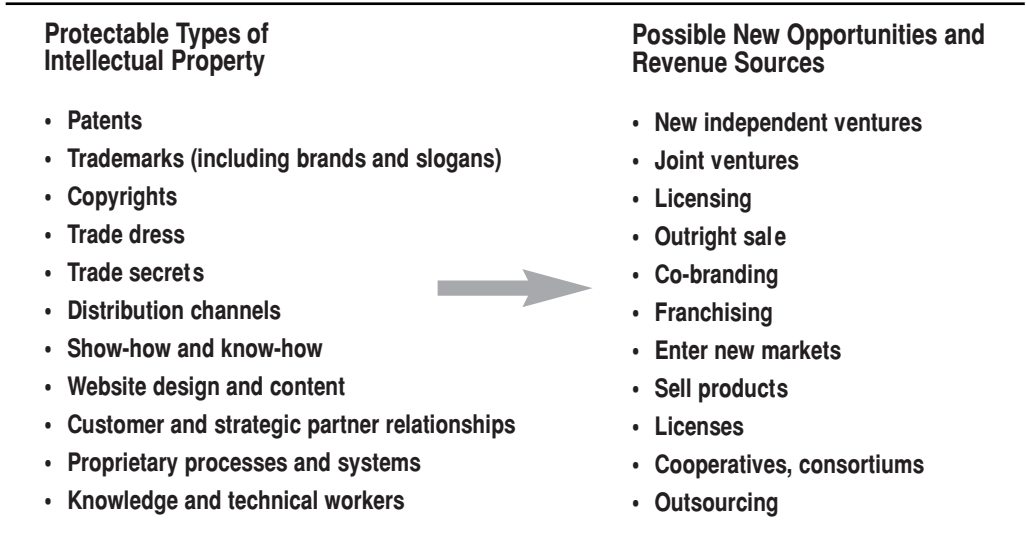 Protectable Types of
Intellectual Property
• Patents
• Trademarks (including brands and slogans)
• Copyrights
• Trade dress
• Trade secrets
• Distribution channels
• Show-how and know-how
• Website design and content
• Customer and strategic partner relationships
• Proprietary processes and systems
• Knowledge and technical workers
Possible New Opportunities and
Revenue Sources
• New independent ventures
• Joint ventures
• Licensing
• Outright sale
• Co-branding
• Franchising
• Enter new markets
• Sell products
• Licenses
• Cooperatives, consortiums
• Outsourcing